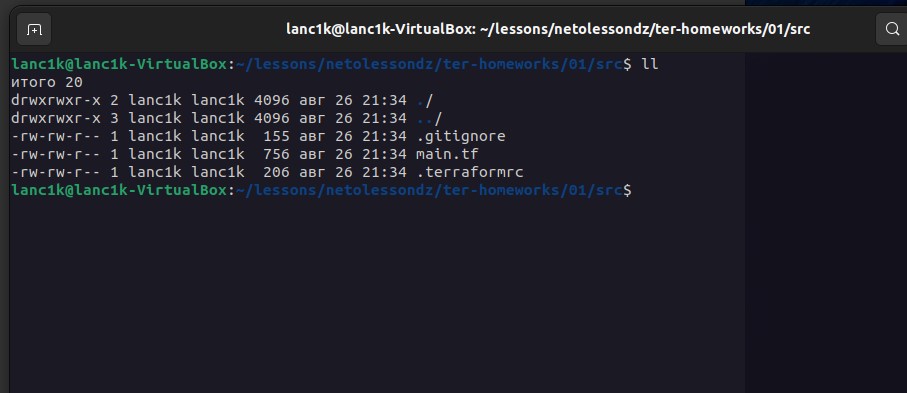 lanc1k@lanc1k-VirtualBox: ~/lessons/netolessondz/ter-homeworks/01/src
lanc1k@lanc1k-VirtualBox:~/lessons/netolessondz/ter-homeworks/01/src$ ll
итого 20
drwxrwxr-x 2 lanc1k lanc1k 4096 авг 26 21:34 ./
drwxrwxr-x 3 lanc1k lanc1k 4096 авг 26 21:34 ../
-rw-rw-r-- 1 lanc1k lanc1k  155 авг 26 21:34 .gitignore
-rw-rw-r-- 1 lanc1k lanc1k  756 авг 26 21:34 main.tf
-rw-rw-r-- 1 lanc1k lanc1k  206 авг 26 21:34 .terraformrc
lanc1k@lanc1k-VirtualBox:~/lessons/netolessondz/ter-homeworks/01/src$